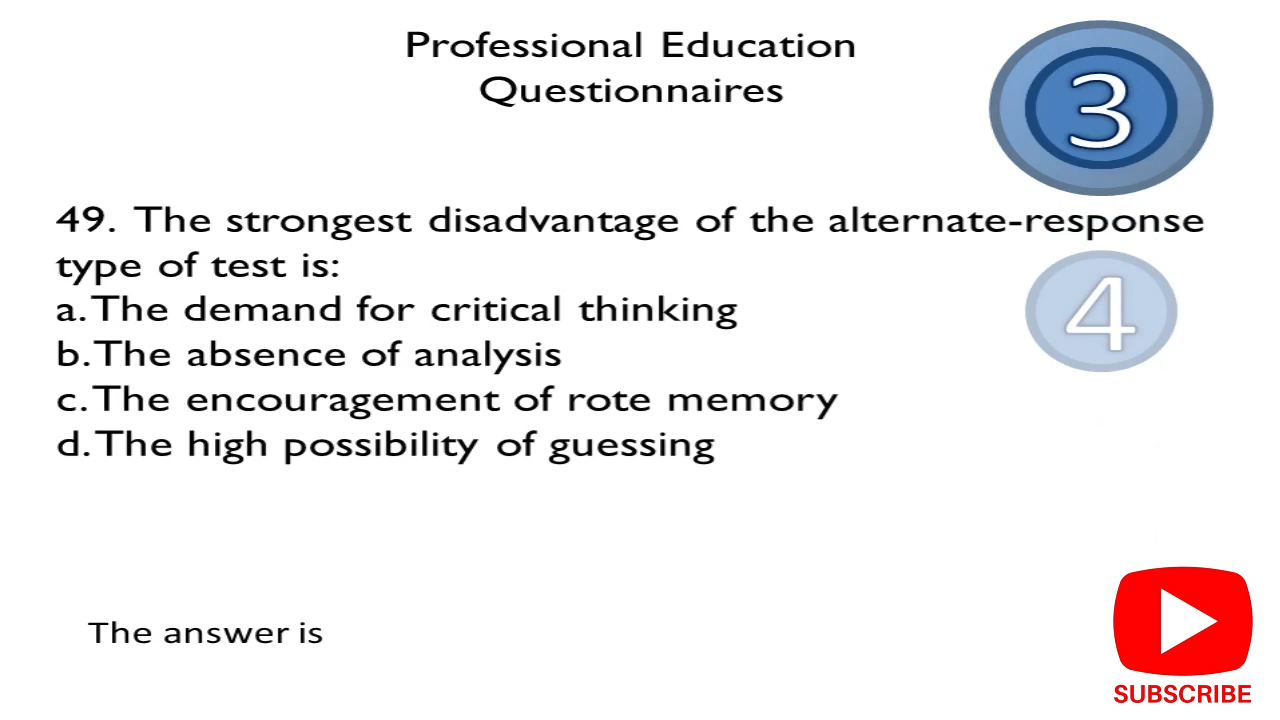 Professional Education
Questionnaires
3
49. The strongest disadvantage of the alternate-response
type of test is:
4
a. The demand for critical thinking
b. The absence of analysis
c. The encouragement of rote memory
d. The high possibility of guessing
The answer is
SUBSCRIBE